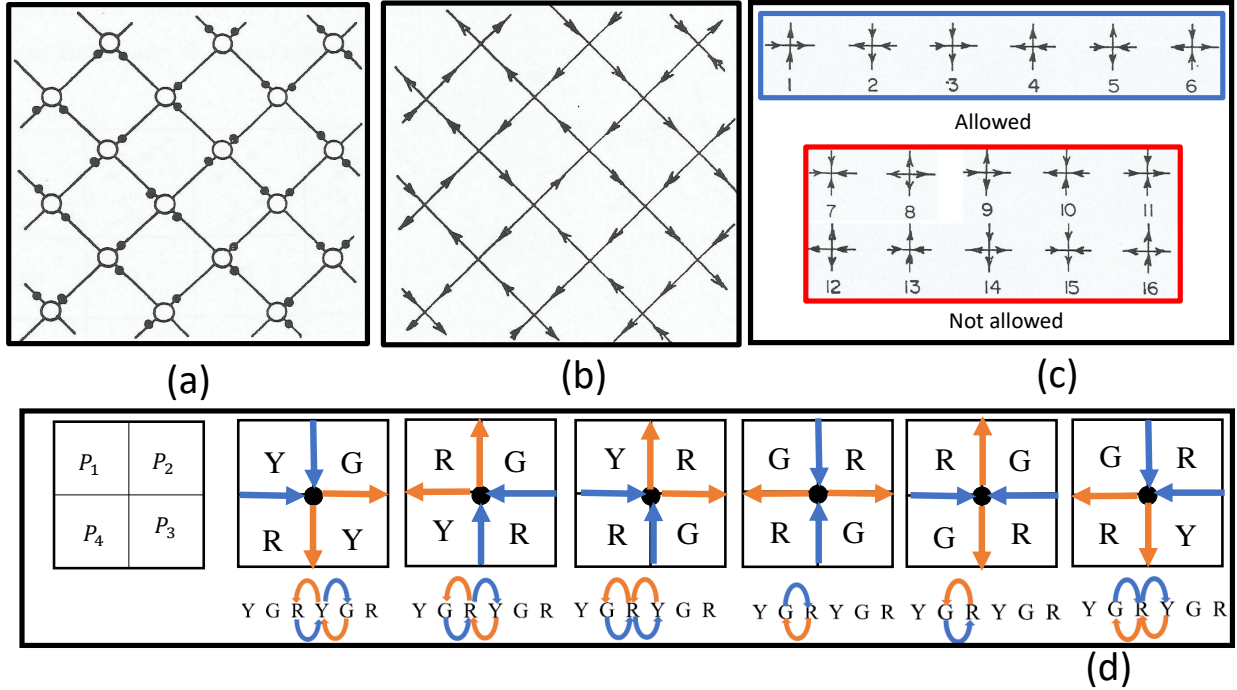 1 2 3 4 5 6
Allowed
7 8 9 10 11
12 13 14 15 16
Not allowed
(a) (b) (c)
P₁ P₂ Y G R G Y R G R R G G R
P₄ P₃ R Y Y R R G R G G R R Y
Y G R Y G R Y G R Y G R Y G R Y G R Y G R Y G R Y G R Y G R Y G R Y G R
(d)